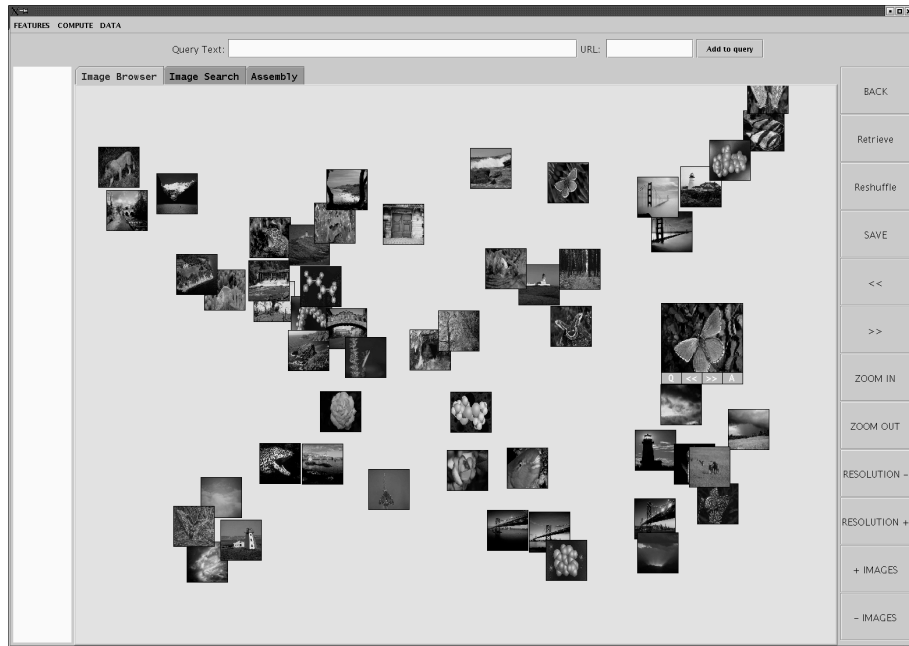 FEATURES COMPUTE DATA
Query Text: URL: Add to query
Image Browser Image Search Assembly
BACK
Retrieve
Reshuffle
SAVE
<<
>>
ZOOM IN
Q << >> A
ZOOM OUT
RESOLUTION -
RESOLUTION +
+ IMAGES
- IMAGES